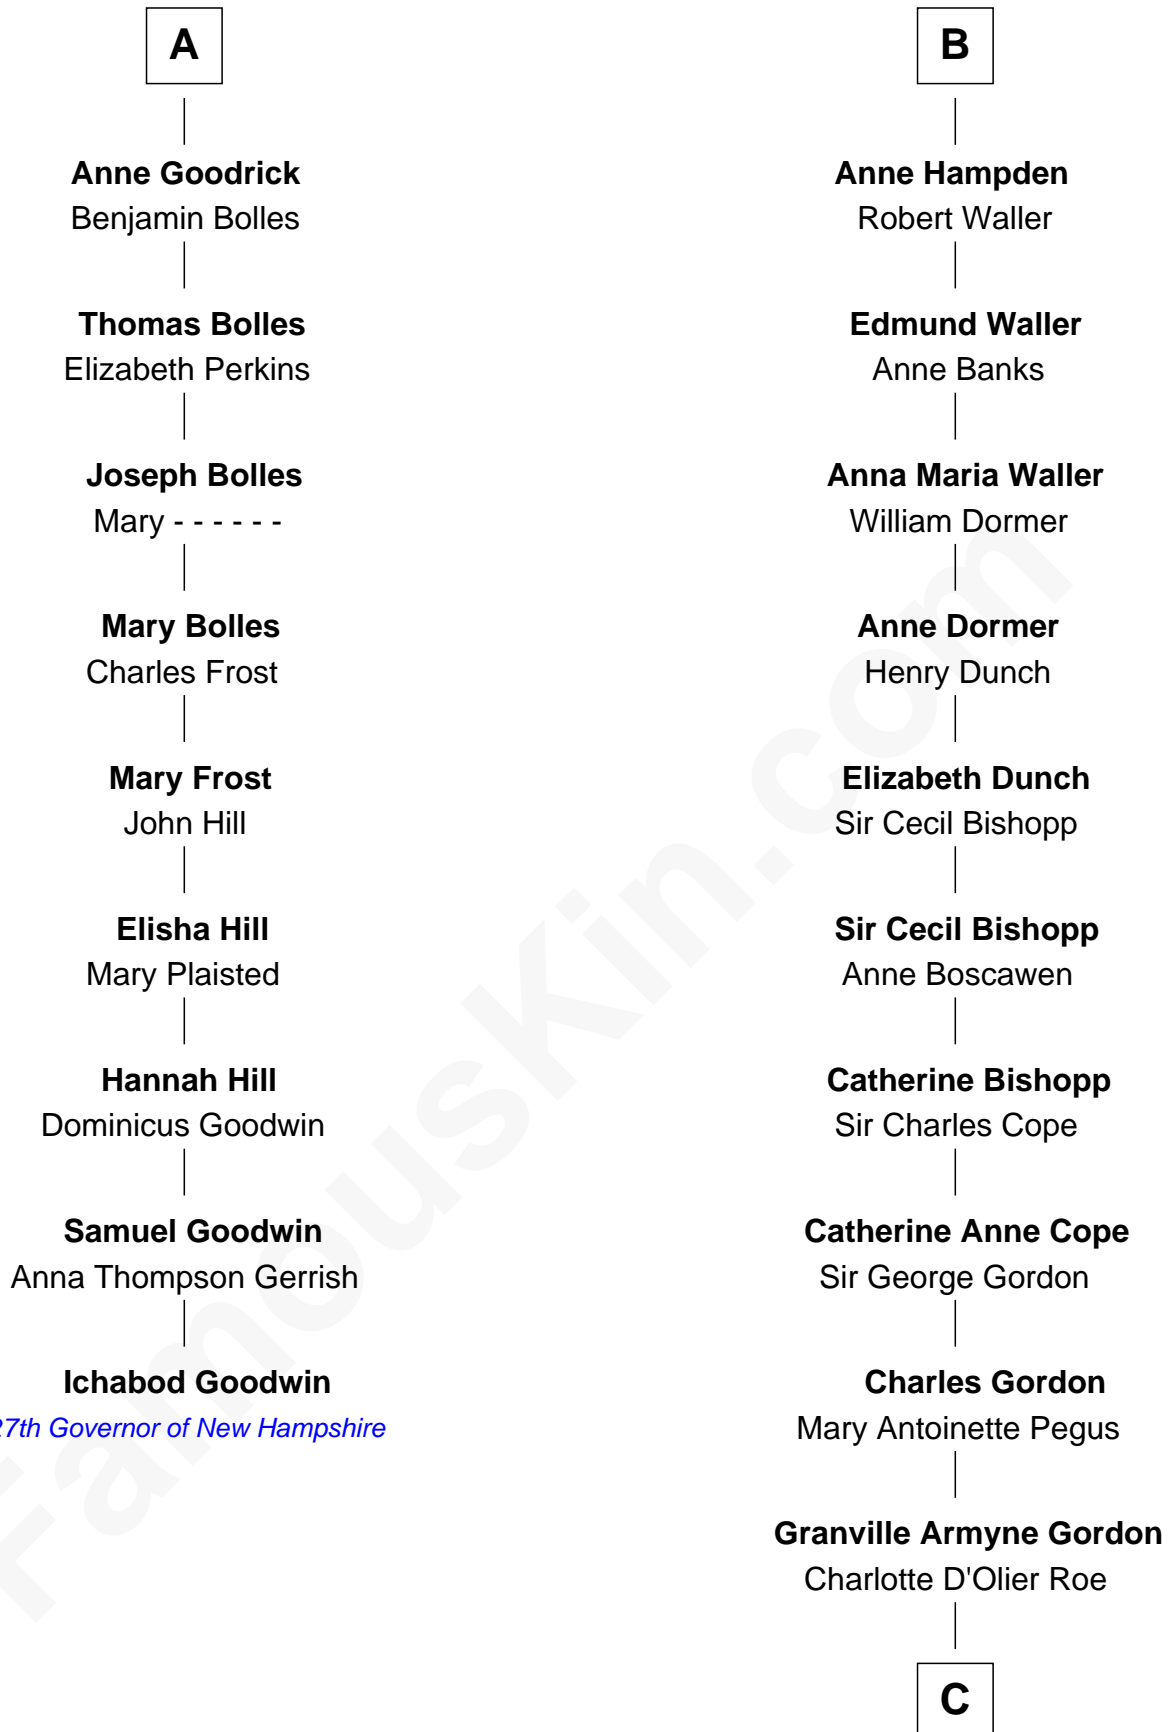 A
Anne Goodrick
Benjamin Bolles
Thomas Bolles
Elizabeth Perkins
Joseph Bolles
Mary - - - - - -
Mary Bolles
Charles Frost
Mary Frost
John Hill
Elisha Hill
Mary Plaisted
Hannah Hill
Dominicus Goodwin
Samuel Goodwin
Anna Thompson Gerrish
Ichabod Goodwin
27th Governor of New Hampshire
B
Anne Hampden
Robert Waller
Edmund Waller
Anne Banks
Anna Maria Waller
William Dormer
Anne Dormer
Henry Dunch
Elizabeth Dunch
Sir Cecil Bishopp
Sir Cecil Bishopp
Anne Boscawen
Catherine Bishopp
Sir Charles Cope
Catherine Anne Cope
Sir George Gordon
Charles Gordon
Mary Antoinette Pegus
Granville Armyne Gordon
Charlotte D'Olier Roe
C
FamousKin.com